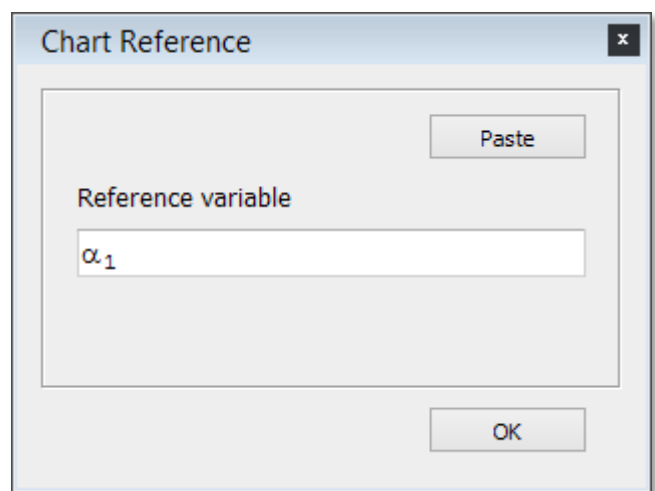 Chart Reference x
Paste
Reference variable
α₁
OK